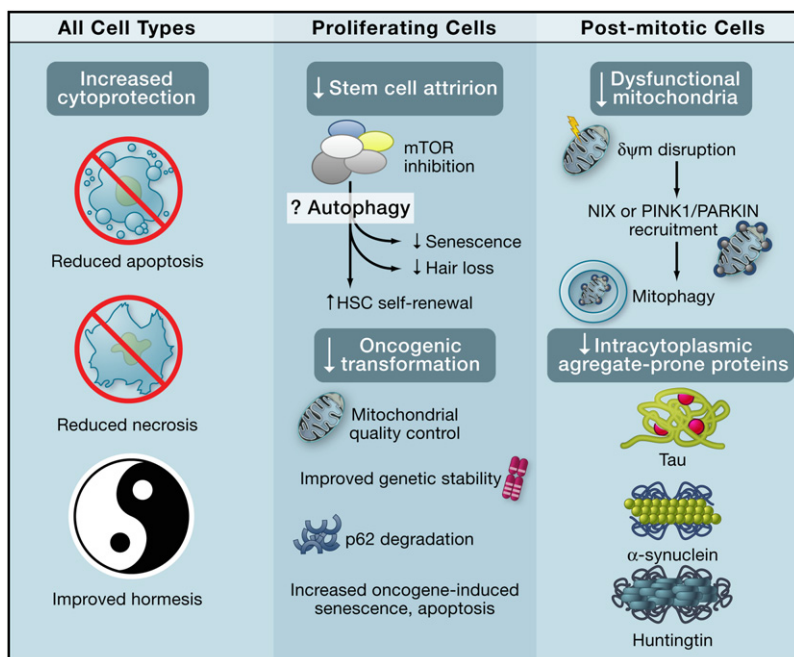 All Cell Types
Increased
cytoprotection
Reduced apoptosis
Reduced necrosis
Improved hormesis
Proliferating Cells
↓ Stem cell attririon
mTOR
inhibition
? Autophagy
↓ Senescence
↓ Hair loss
↑ HSC self-renewal
↓ Oncogenic
transformation
Mitochondrial
quality control
Improved genetic stability
p62 degradation
Increased oncogene-induced
senescence, apoptosis
Post-mitotic Cells
↓ Dysfunctional
mitochondria
δψm disruption
NIX or PINK1/PARKIN
recruitment
Mitophagy
↓ Intracytoplasmic
agregate-prone proteins
Tau
α-synuclein
Huntingtin